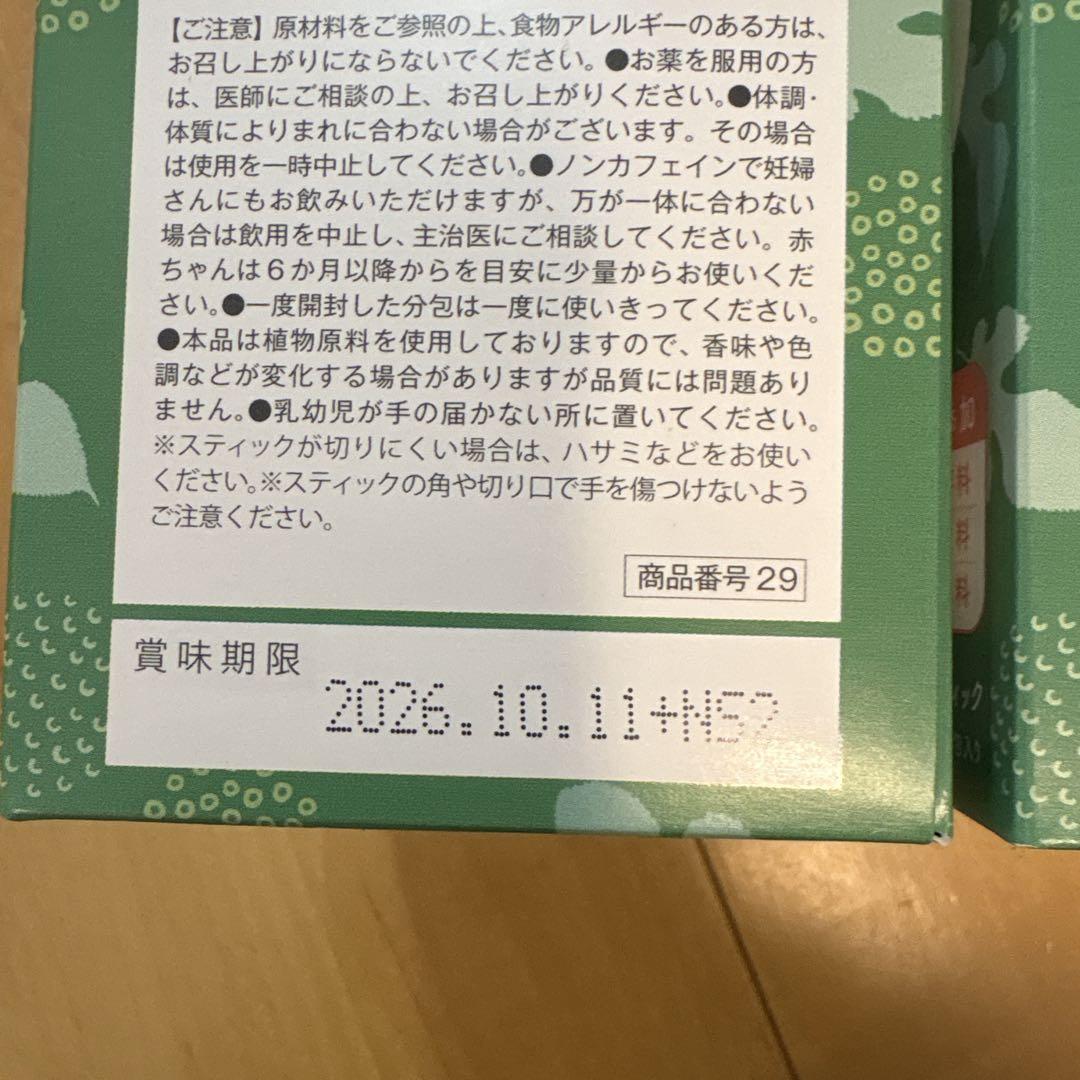 【ご注意】原材料をご参照の上、食物アレルギーのある方は、
お召し上がりにならないでください。●お薬を服用の方
は、医師にご相談の上、お召し上がりください。●体調・
体質によりまれに合わない場合がございます。その場合
は使用を一時中止してください。●ノンカフェインで妊婦
さんにもお飲みいただけますが、万が一体に合わない
場合は飲用を中止し、主治医にご相談してください。赤
ちゃんは6か月以降からを目安に少量からお使いくだ
さい。●一度開封した分包は一度に使いきってください。
●本品は植物原料を使用しておりますので、香味や色
調などが変化する場合がありますが品質には問題あり
ません。●乳幼児が手の届かない所に置いてください。
※スティックが切りにくい場合は、ハサミなどをお使い
ください。※スティックの角や切り口で手を傷つけないよう
ご注意ください。
商品番号29
賞味期限
2026.10.11+N52
加
料
料
料
ィック
包入り